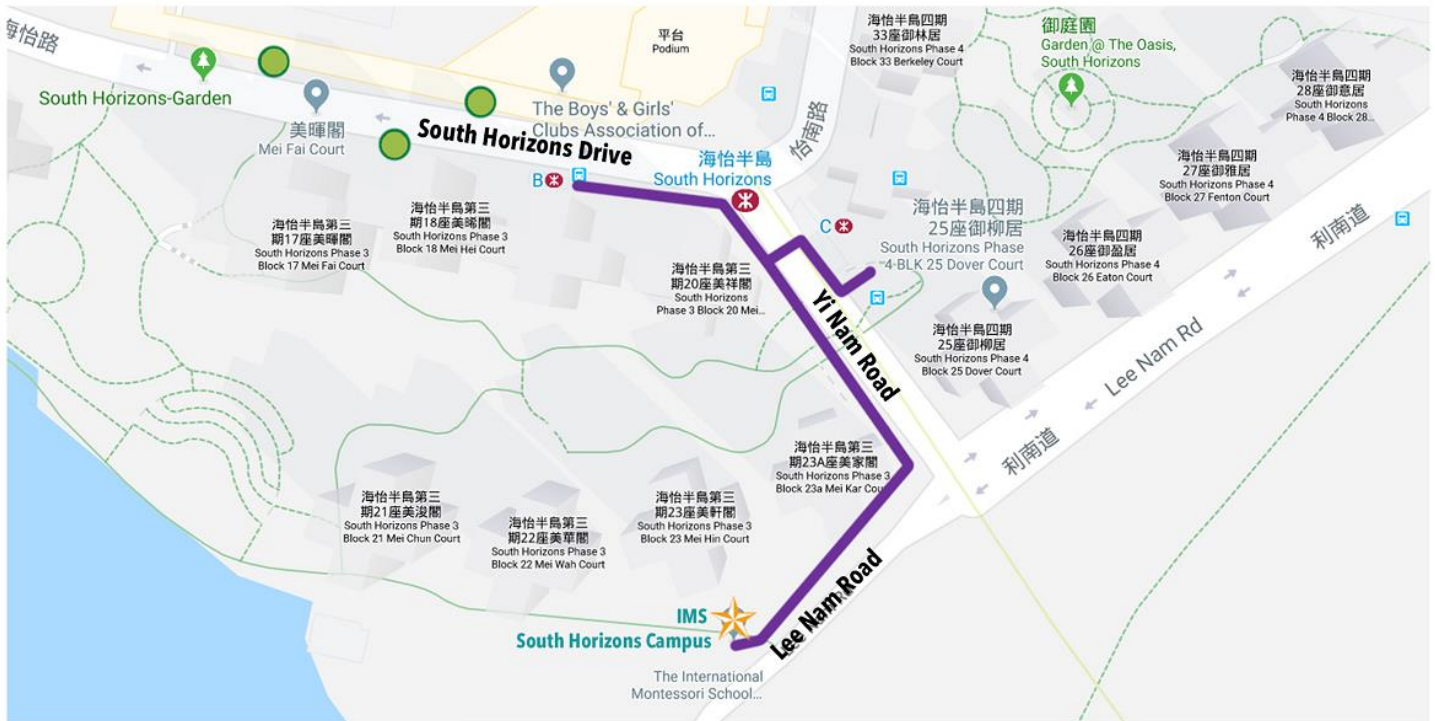 海怡路
South Horizons-Garden
美暉閣
Mei Fai Court
平台
Podium
The Boys' & Girls'
Clubs Association of...
South Horizons Drive
海怡半島
South Horizons
B
C
怡南路
海怡半島四期
33座御林居
South Horizons Phase 4
Block 33 Berkeley Court
御庭園
Garden @ The Oasis,
South Horizons
海怡半島四期
28座御意居
South Horizons
Phase 4 Block 28...
海怡半島四期
27座御雅居
South Horizons Phase 4
Block 27 Fenton Court
海怡半島四期
26座御盈居
South Horizons Phase 4
Block 26 Eaton Court
海怡半島四期
25座御柳居
South Horizons Phase
4-BLK 25 Dover Court
海怡半島四期
25座御柳居
South Horizons Phase 4
Block 25 Dover Court
利南道
Lee Nam Rd
利南道
海怡半島第三
期17座美暉閣
South Horizons Phase 3
Block 17 Mei Fai Court
海怡半島第三
期18座美晞閣
South Horizons Phase 3
Block 18 Mei Hei Court
海怡半島第三
期20座美祥閣
South Horizons
Phase 3 Block 20 Mei...
Yi Nam Road
海怡半島第三
期23A座美家閣
South Horizons Phase 3
Block 23a Mei Kar Cou
海怡半島第三
期21座美浚閣
South Horizons Phase 3
Block 21 Mei Chun Court
海怡半島第三
期22座美華閣
South Horizons Phase 3
Block 22 Mei Wah Court
海怡半島第三
期23座美軒閣
South Horizons Phase 3
Block 23 Mei Hin Court
IMS
South Horizons Campus
Lee Nam Road
The International
Montessori School...